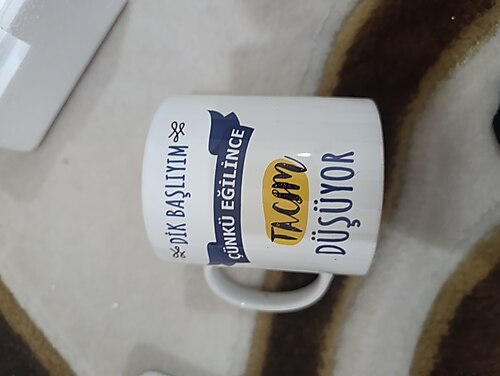 DİK BAŞLIYIM
ÇÜNKÜ EĞİLİNCE
TACIM
DÜŞÜYOR